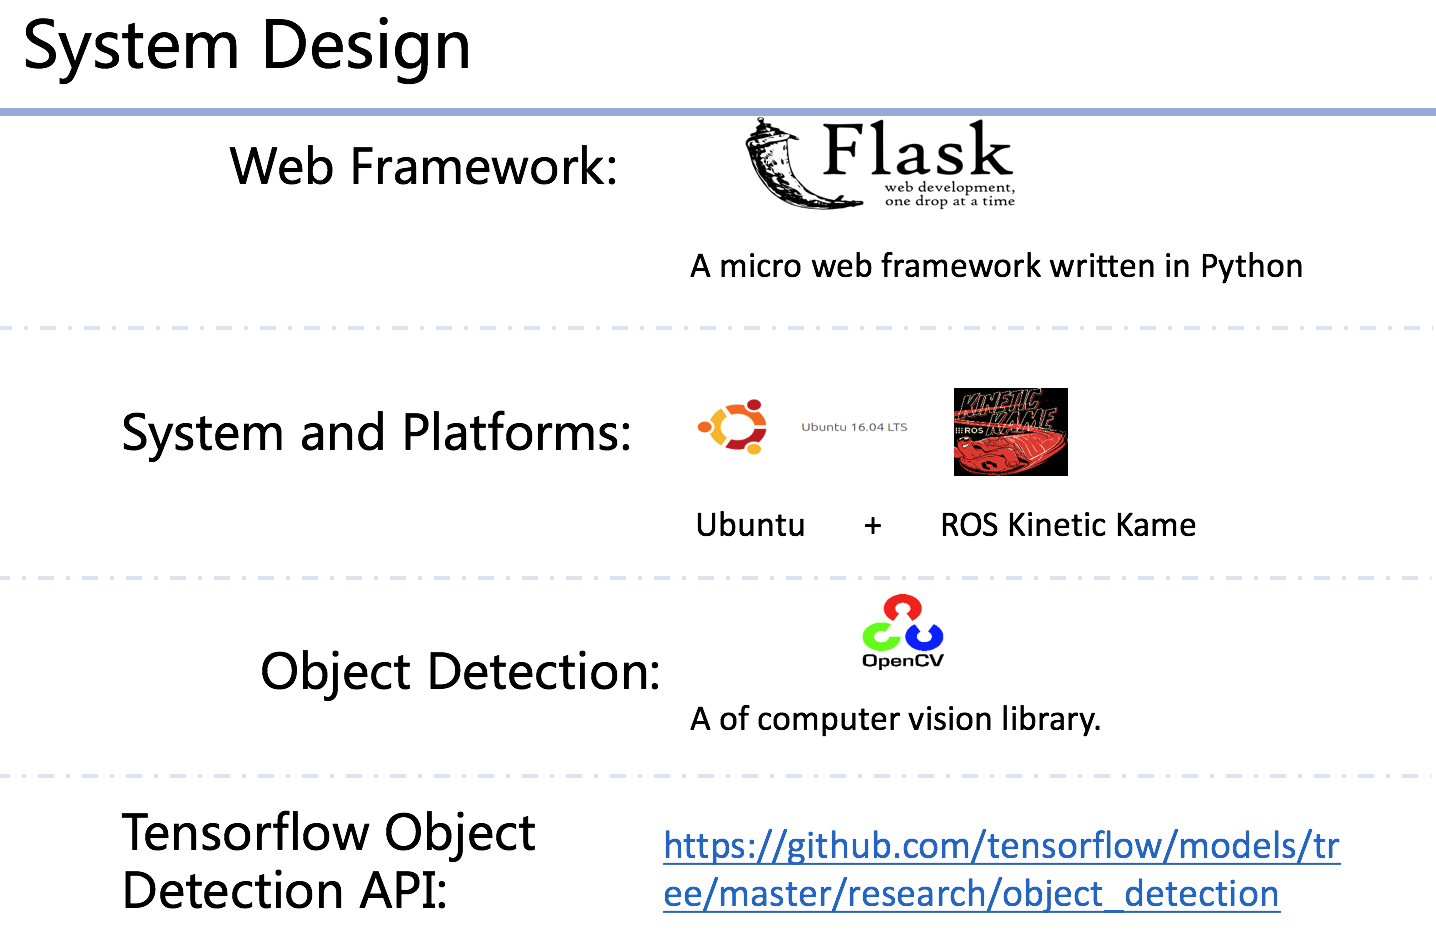 System Design
Web Framework:
Flask
web development,
one drop at a time
A micro web framework written in Python
System and Platforms:
Ubuntu 16.04 LTS
KINETIC
KAME
ROS
Ubuntu + ROS Kinetic Kame
Object Detection:
OpenCV
A of computer vision library.
Tensorflow Object
Detection API:
https://github.com/tensorflow/models/tr
ee/master/research/object_detection